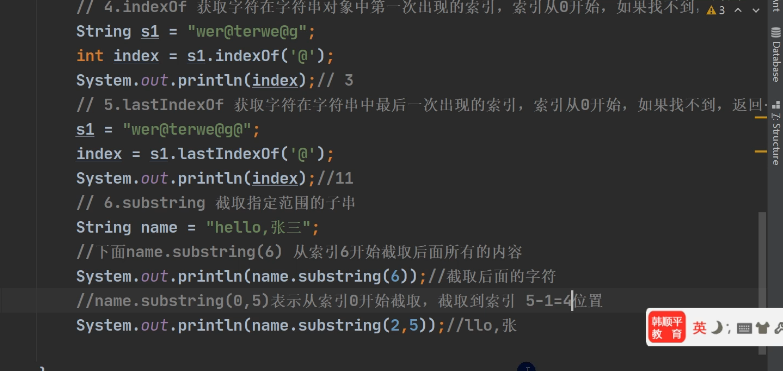 // 4.indexOf 获取字符在字符串对象中第一次出现的索引，索引从0开始，如果找不到，
3
String s1 = "wer@terwe@g";
int index = s1.indexOf('@');
System.out.println(index);// 3
// 5.lastIndexOf 获取字符在字符串中最后一次出现的索引，索引从0开始，如果找不到，返回-
s1 = "wer@terwe@g@";
index = s1.lastIndexOf('@');
System.out.println(index);//11
// 6.substring 截取指定范围的子串
String name = "hello,张三";
//下面name.substring(6) 从索引6开始截取后面所有的内容
System.out.println(name.substring(6));//截取后面的字符
//name.substring(0,5)表示从索引0开始截取，截取到索引 5-1=4位置
System.out.println(name.substring(2,5));//llo,张
Database
Z: Structure
韩顺平
教 育
英